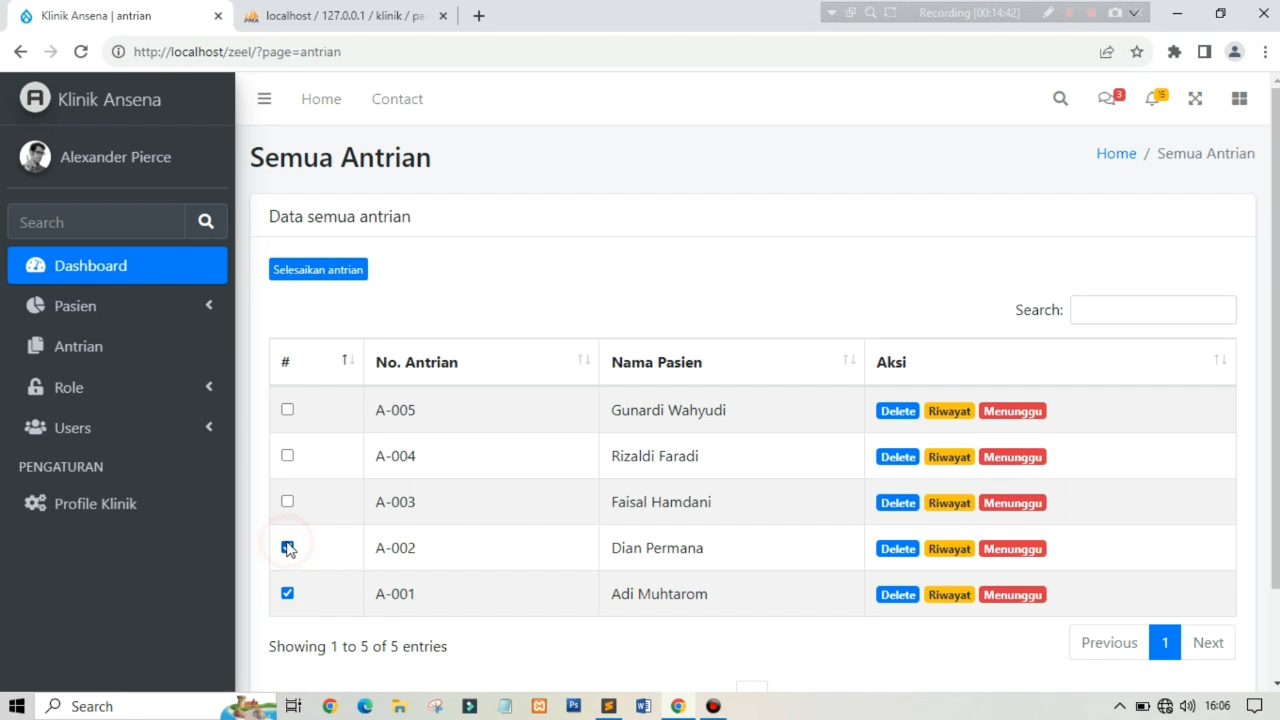 Klinik Ansena | antrian
localhost / 127.0.0.1 / klinik / pa
Recording [00:14:42]
http://localhost/zeel/?page=antrian
Klinik Ansena
Home
Contact
3
15
Alexander Pierce
Semua Antrian
Home / Semua Antrian
Search
Data semua antrian
Dashboard
Selesaikan antrian
Pasien
Search:
Antrian
# No. Antrian Nama Pasien Aksi
Role
A-005 Gunardi Wahyudi Delete Riwayat Menunggu
Users
A-004 Rizaldi Faradi Delete Riwayat Menunggu
PENGATURAN
Profile Klinik
A-003 Faisal Hamdani Delete Riwayat Menunggu
A-002 Dian Permana Delete Riwayat Menunggu
A-001 Adi Muhtarom Delete Riwayat Menunggu
Showing 1 to 5 of 5 entries
Previous 1 Next
Search
16:06